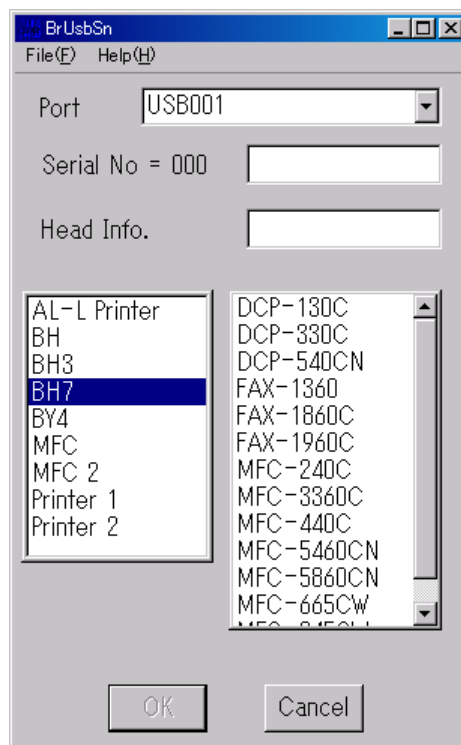 BrUsbSn
File(F) Help(H)
Port USB001
Serial No = 000
Head Info.
AL-L Printer
BH
BH3
BH7
BY4
MFC
MFC 2
Printer 1
Printer 2
DCP-130C
DCP-330C
DCP-540CN
FAX-1360
FAX-1860C
FAX-1960C
MFC-240C
MFC-3360C
MFC-440C
MFC-5460CN
MFC-5860CN
MFC-665CW
OK Cancel